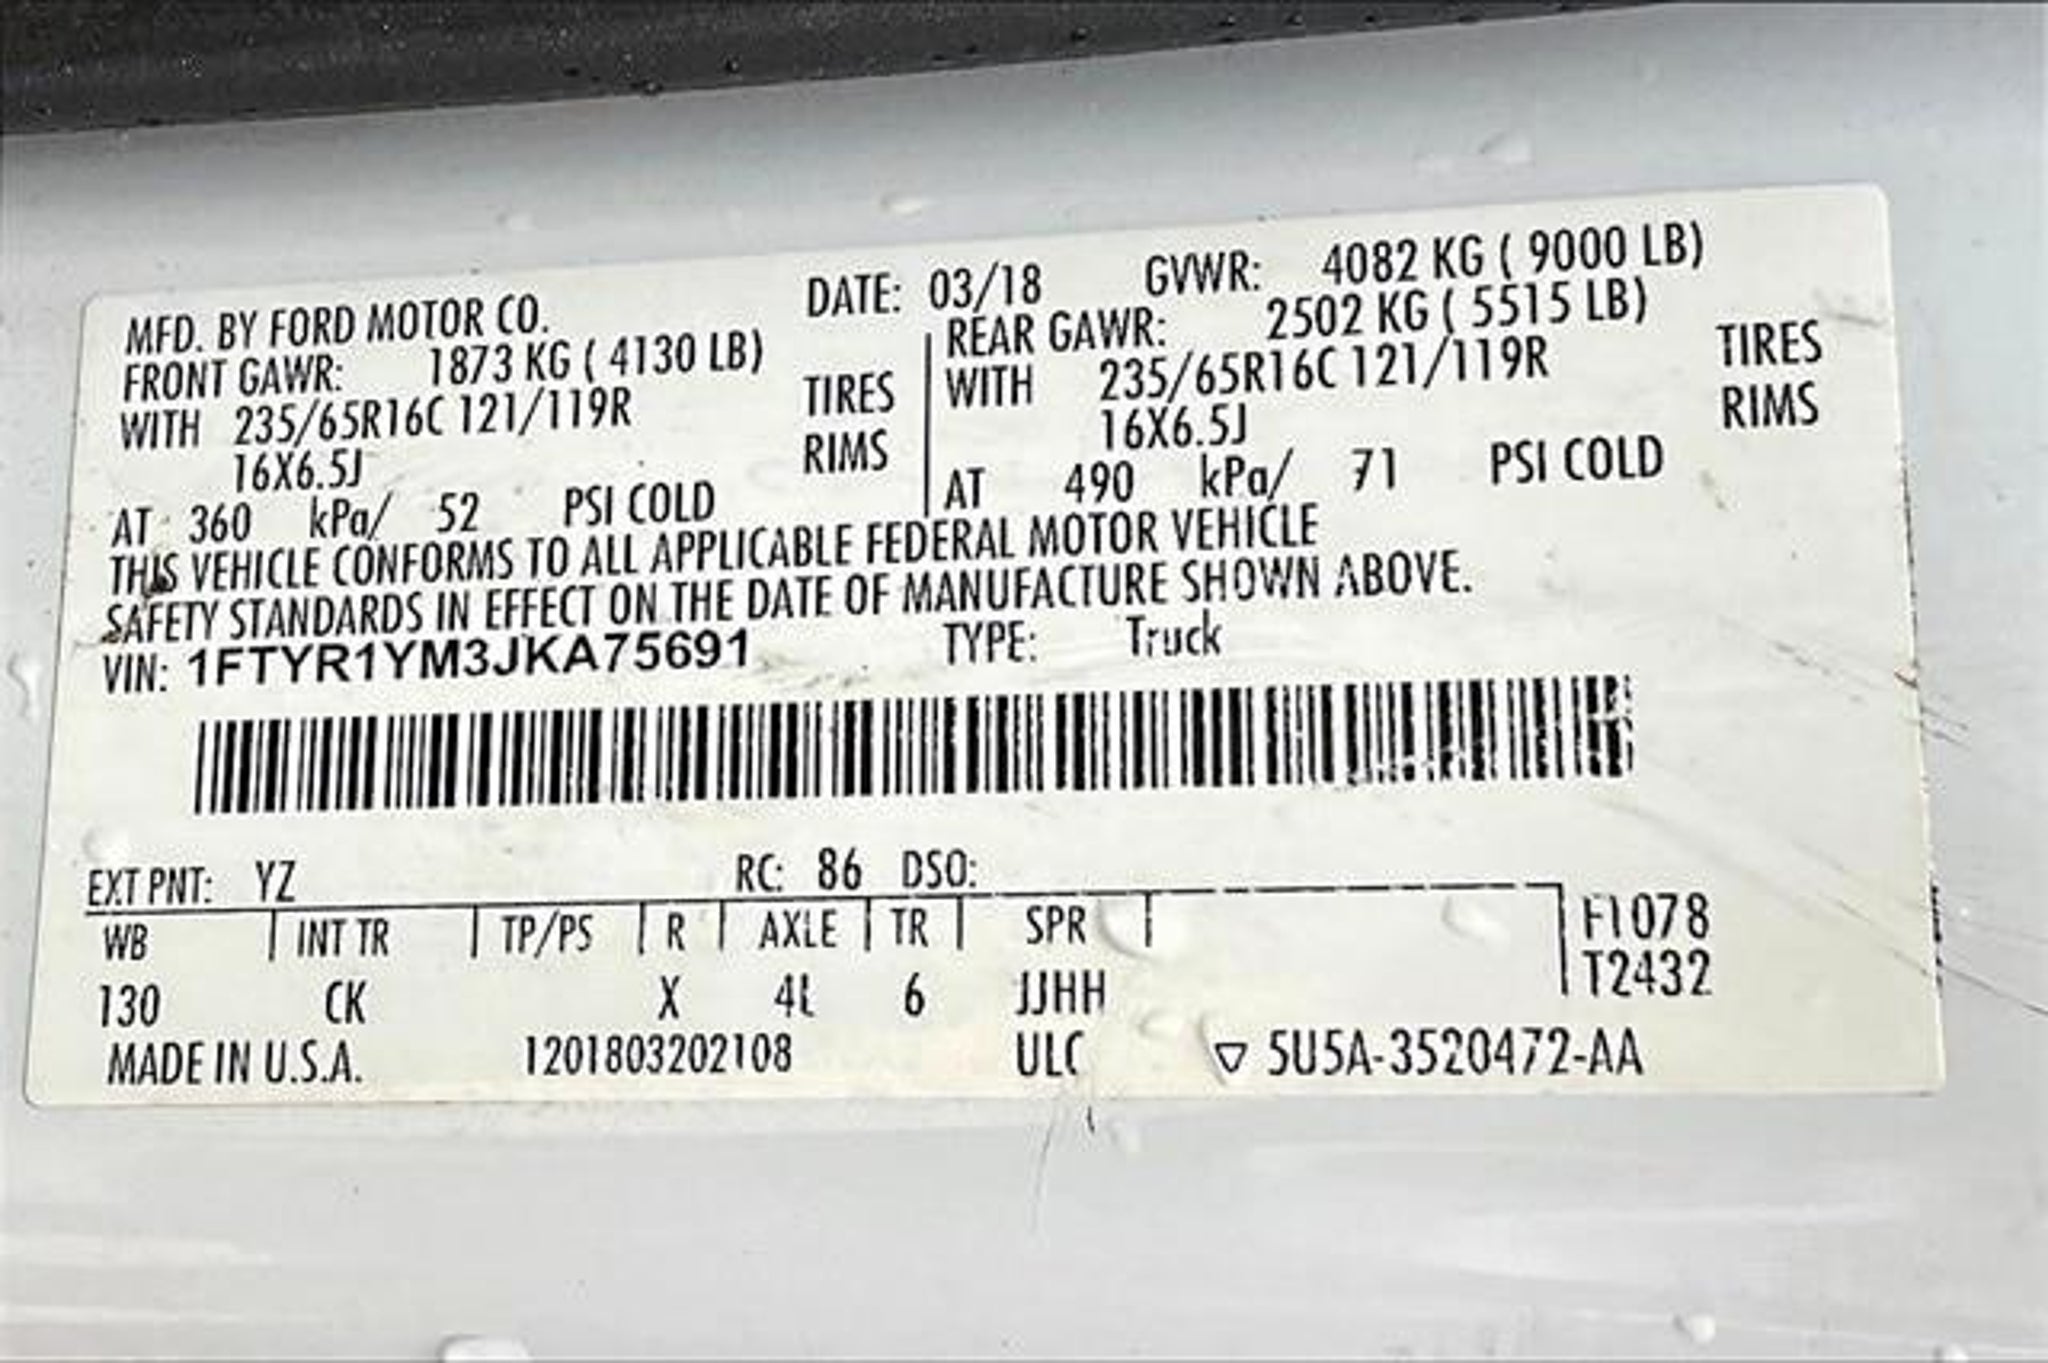 MFD. BY FORD MOTOR CO. DATE: 03/18 GVWR: 4082 KG ( 9000 LB)
FRONT GAWR: 1873 KG ( 4130 LB) REAR GAWR: 2502 KG ( 5515 LB)
WITH 235/65R16C 121/119R TIRES WITH 235/65R16C 121/119R TIRES
16X6.5J RIMS 16X6.5J RIMS
AT 360 kPa/ 52 PSI COLD AT 490 kPa/ 71 PSI COLD
THIS VEHICLE CONFORMS TO ALL APPLICABLE FEDERAL MOTOR VEHICLE
SAFETY STANDARDS IN EFFECT ON THE DATE OF MANUFACTURE SHOWN ABOVE.
VIN: 1FTYR1YM3JKA75691 TYPE: Truck
EXT PNT: YZ RC: 86 DSO:
WB INT TR TP/PS R AXLE TR SPR F1078
T2432
130 CK X 4L 6 JJHH
MADE IN U.S.A. 1201803202108 ULC ▽ 5U5A-3520472-AA